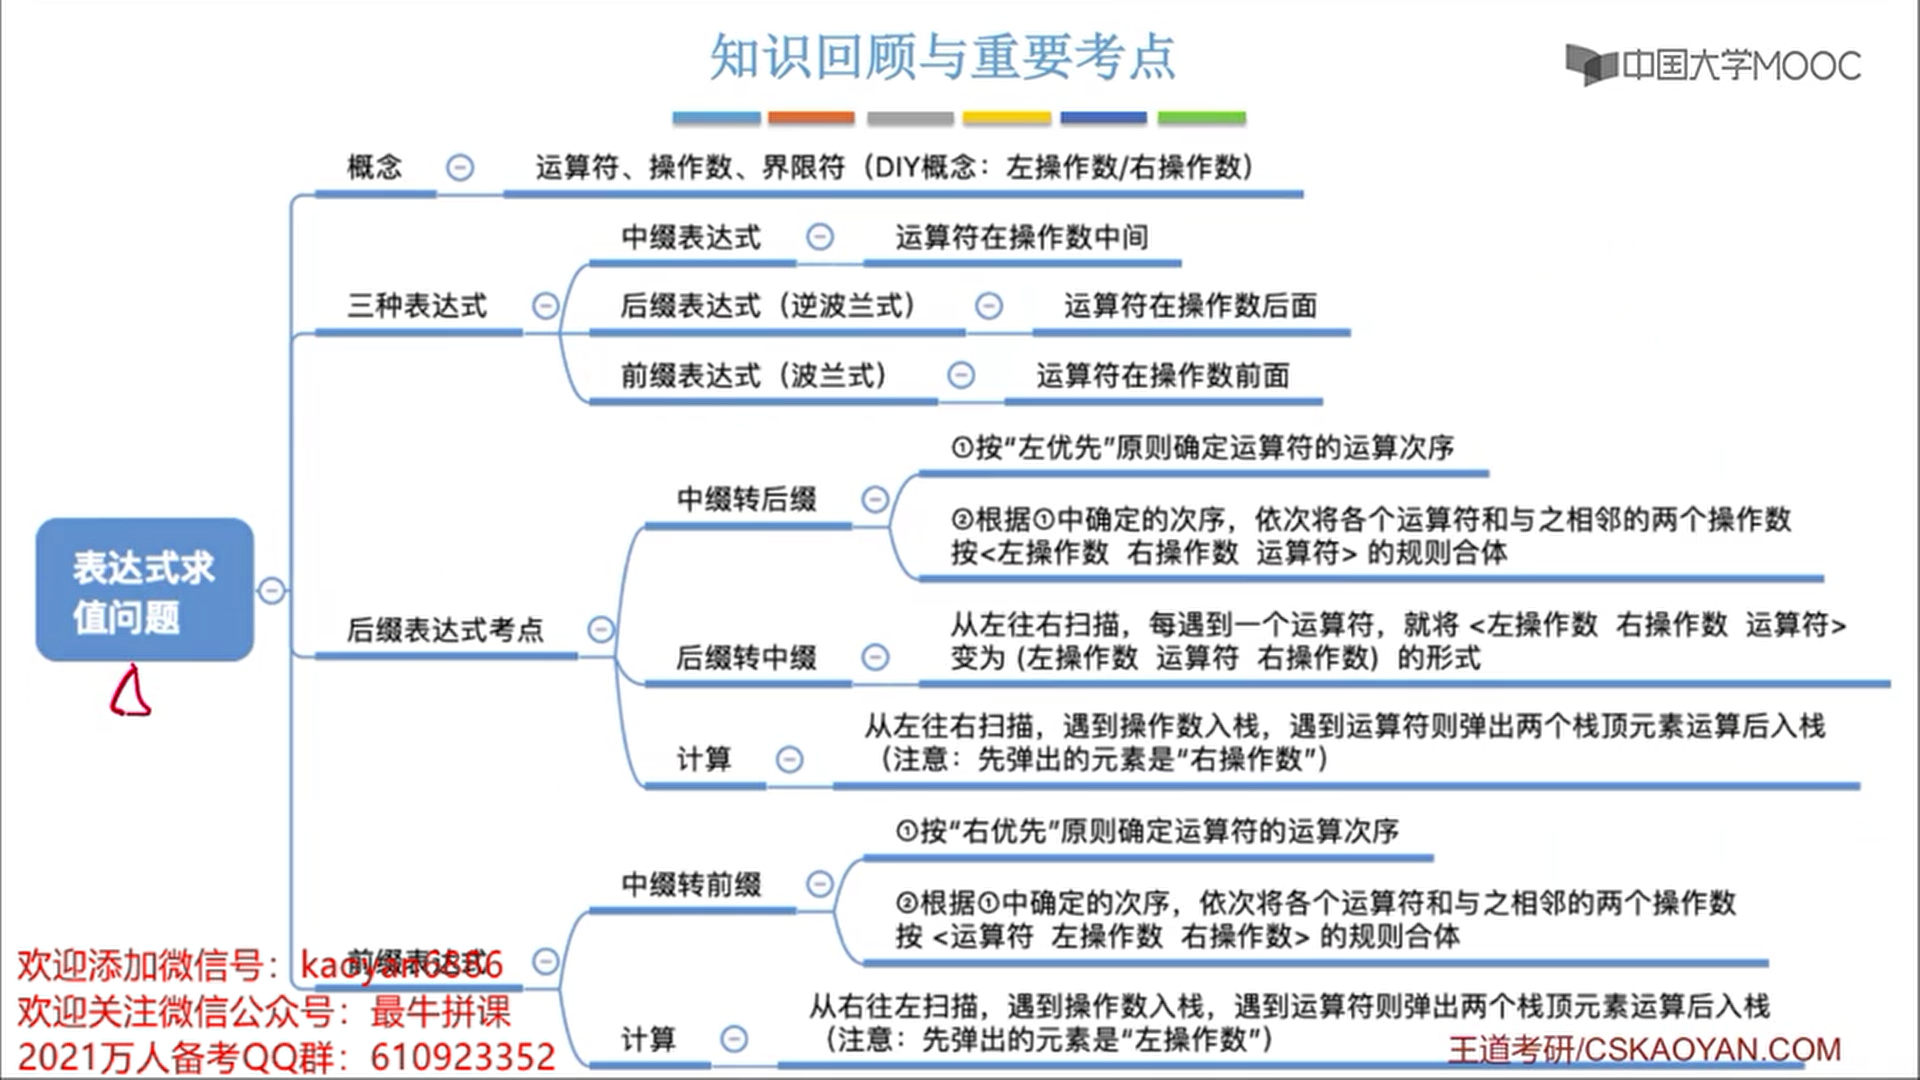 知识回顾与重要考点
中国大学MOOC
概念
运算符、操作数、界限符（DIY概念：左操作数/右操作数）
中缀表达式
运算符在操作数中间
三种表达式
后缀表达式（逆波兰式）
运算符在操作数后面
前缀表达式（波兰式）
运算符在操作数前面
①按“左优先”原则确定运算符的运算次序
中缀转后缀
②根据①中确定的次序，依次将各个运算符和与之相邻的两个操作数
按<左操作数 右操作数 运算符> 的规则合体
表达式求
值问题
后缀表达式考点
从左往右扫描，每遇到一个运算符，就将 <左操作数 右操作数 运算符>
后缀转中缀
变为 (左操作数 运算符 右操作数) 的形式
从左往右扫描，遇到操作数入栈，遇到运算符则弹出两个栈顶元素运算后入栈
计算
（注意：先弹出的元素是“右操作数”）
①按“右优先”原则确定运算符的运算次序
中缀转前缀
②根据①中确定的次序，依次将各个运算符和与之相邻的两个操作数
按 <运算符 左操作数 右操作数> 的规则合体
前缀表达式
欢迎添加微信号：kaoyan6886
欢迎关注微信公众号：最牛拼课
2021万人备考QQ群：610923352
从右往左扫描，遇到操作数入栈，遇到运算符则弹出两个栈顶元素运算后入栈
计算
（注意：先弹出的元素是“左操作数”）
王道考研/CSKAOYAN.COM